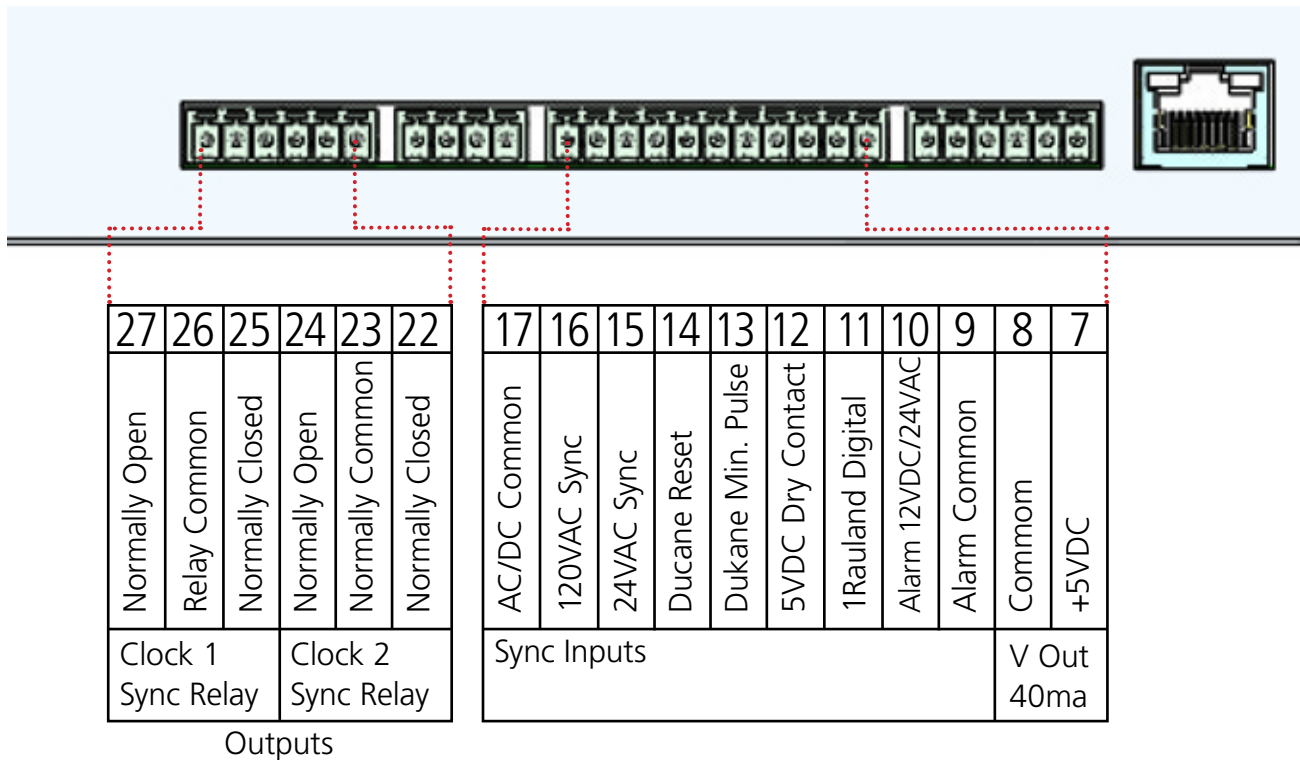 27 26 25 24 23 22
Normally Open
Relay Common
Normally Closed
Normally Open
Normally Common
Normally Closed
Clock 1
Sync Relay
Clock 2
Sync Relay
Outputs
17 16 15 14 13 12 11 10 9 8 7
AC/DC Common
120VAC Sync
24VAC Sync
Ducane Reset
Dukane Min. Pulse
5VDC Dry Contact
1Rauland Digital
Alarm 12VDC/24VAC
Alarm Common
Commom
+5VDC
Sync Inputs
V Out
40ma